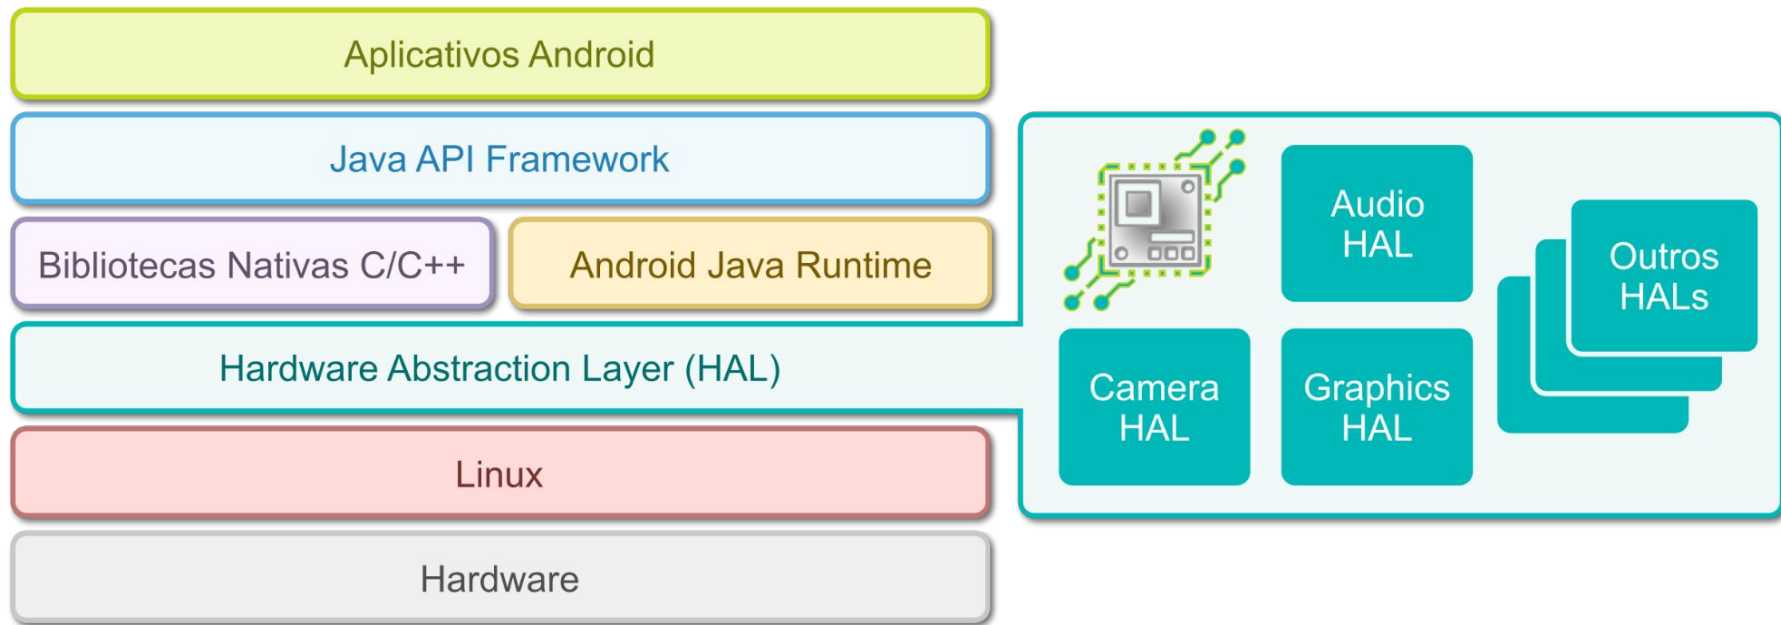 Aplicativos Android
Java API Framework
Bibliotecas Nativas C/C++
Android Java Runtime
Hardware Abstraction Layer (HAL)
Linux
Hardware
Audio
HAL
Outros
HALs
Camera
HAL
Graphics
HAL